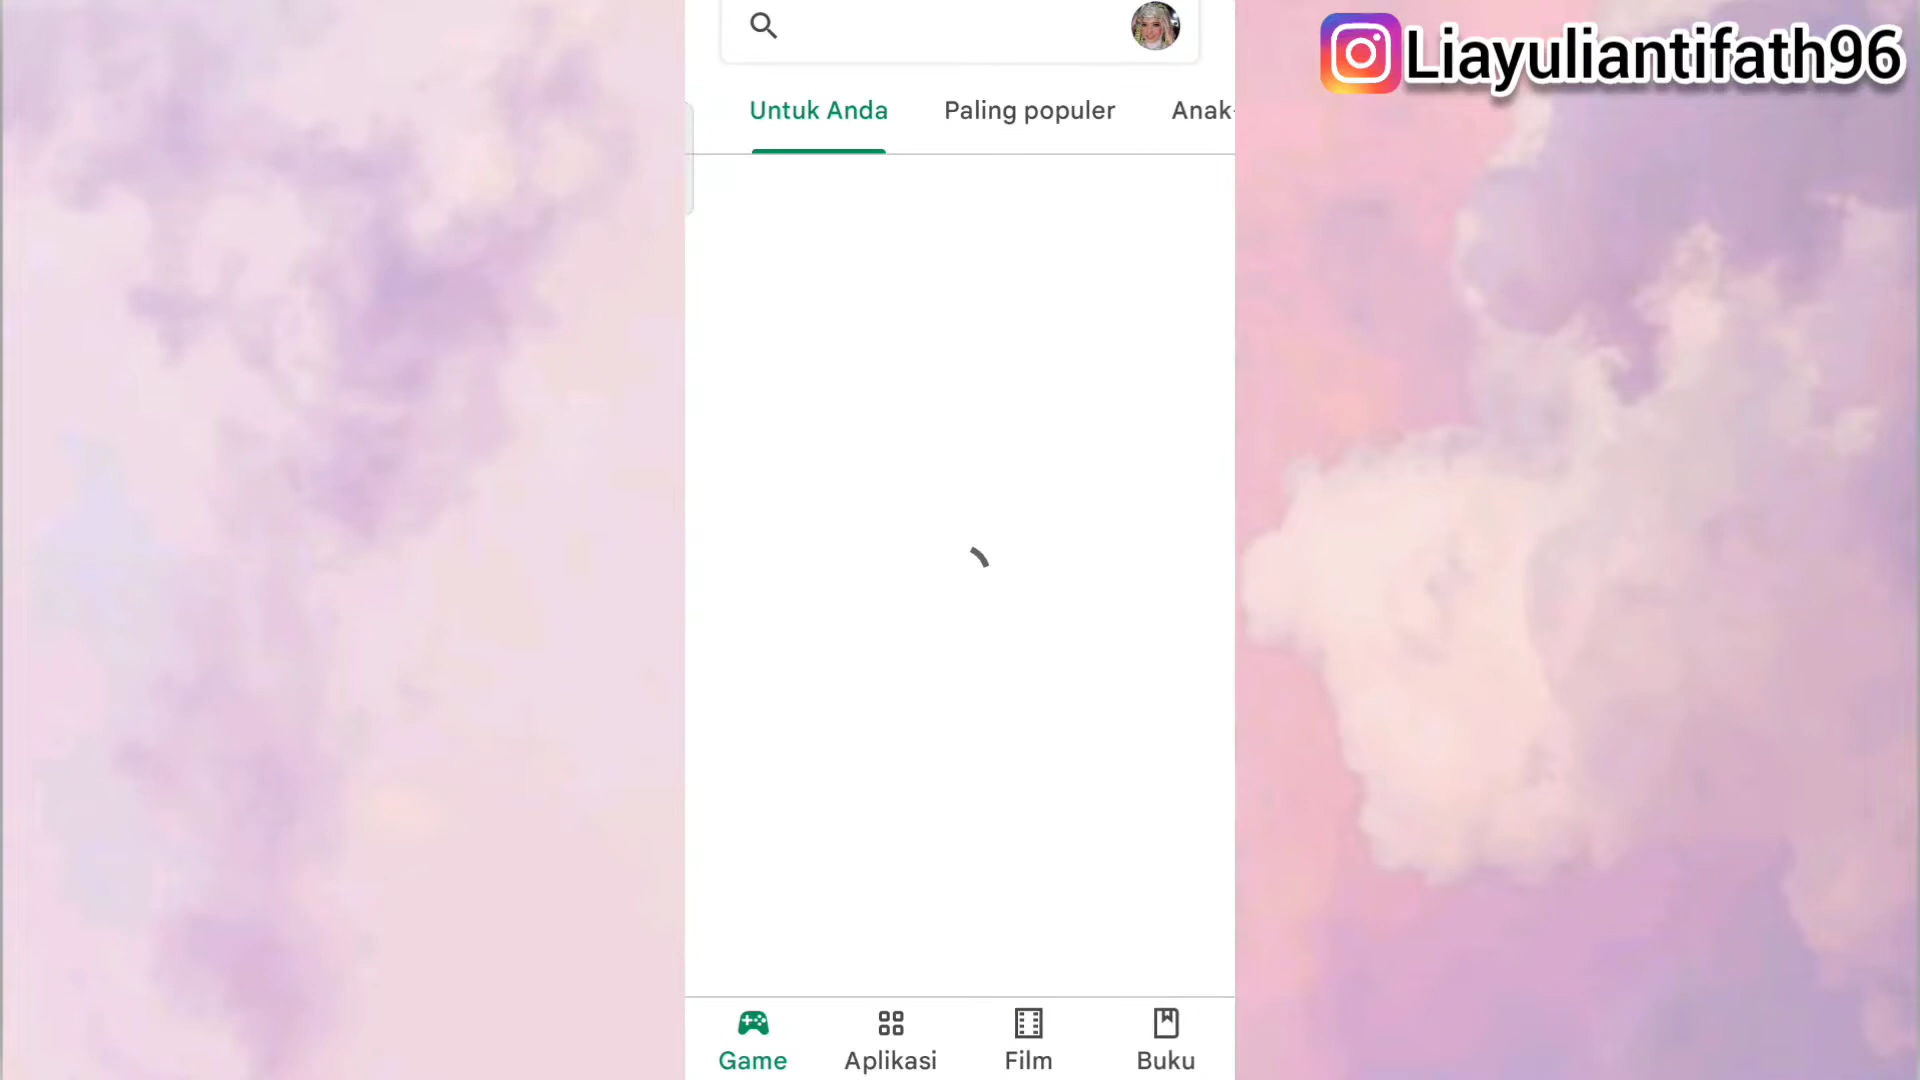 Liayuliantifath96
Untuk Anda
Paling populer
Anak-
Game
Aplikasi
Film
Buku